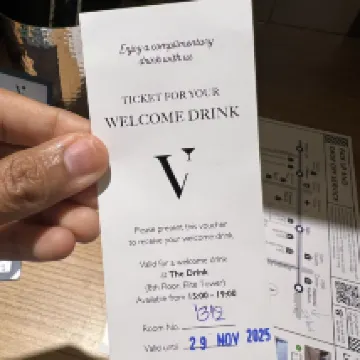 Enjoy a complimentary
drink with us
TICKET FOR YOUR
WELCOME DRINK
V
Please present this voucher
to receive your welcome drink
Valid for a welcome drink
at The Drink
(8th Floor, Elite Tower)
Available from 15:00 - 19:00
Room No. 1312
Valid until 29 NOV 2025